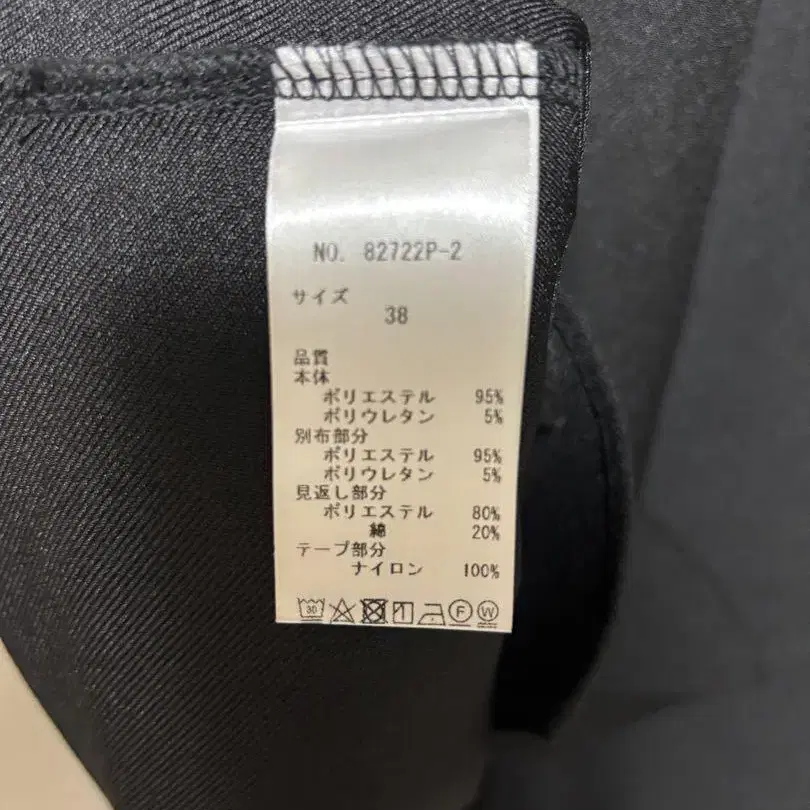 NO. 82722P-2
サイズ
38
品質
本体
ポリエステル 95%
ポリウレタン 5%
別布部分
ポリエステル 95%
ポリウレタン 5%
見返し部分
ポリエステル 80%
綿 20%
テープ部分
ナイロン 100%
30 F W